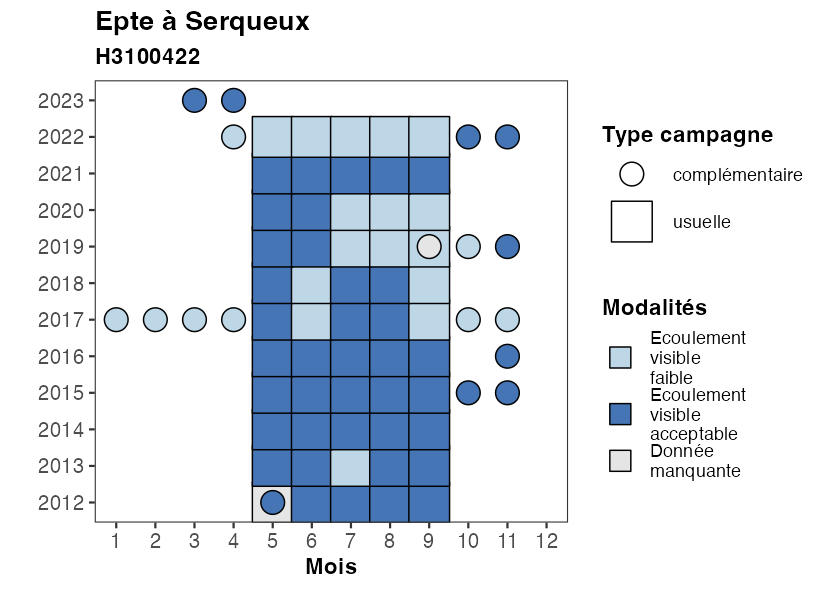 Epte à Serqueux
H3100422
2023
2022
2021
2020
2019
2018
2017
2016
2015
2014
2013
2012
1 2 3 4 5 6 7 8 9 10 11 12
Mois
Type campagne
complémentaire
usuelle
Modalités
Ecoulement
visible
faible
Ecoulement
visible
acceptable
Donnée
manquante